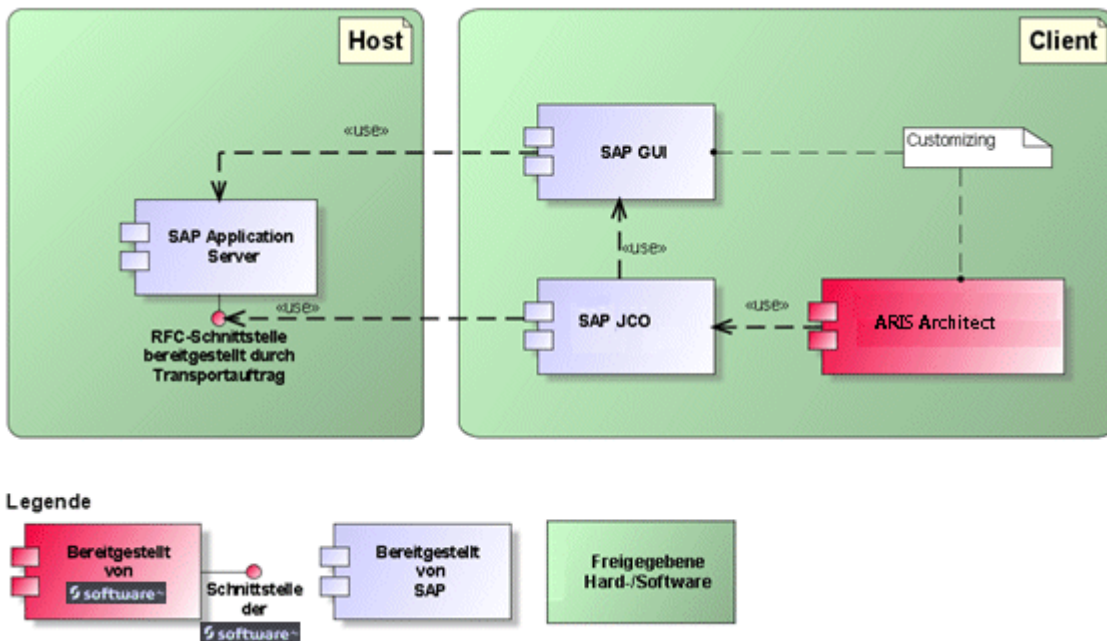 Host
Client
«use»
SAP GUI
Customizing
SAP Application
Server
«use»
«use»
SAP JCO
«use»
ARIS Architect
RFC-Schnittstelle
bereitgestellt durch
Transportauftrag
Legende
Bereitgestellt
von
software
Schnittstelle
der
software
Bereitgestellt
von
SAP
Freigegebene
Hard-/Software